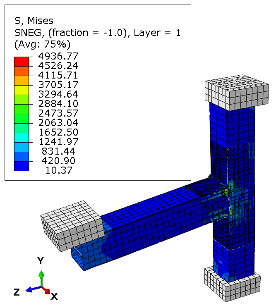 S, Mises
SNEG, (fraction = -1.0), Layer = 1
(Avg: 75%)
4936.77
4526.24
4115.71
3705.17
3294.64
2884.10
2473.57
2063.04
1652.50
1241.97
831.44
420.90
10.37
Y
Z
X